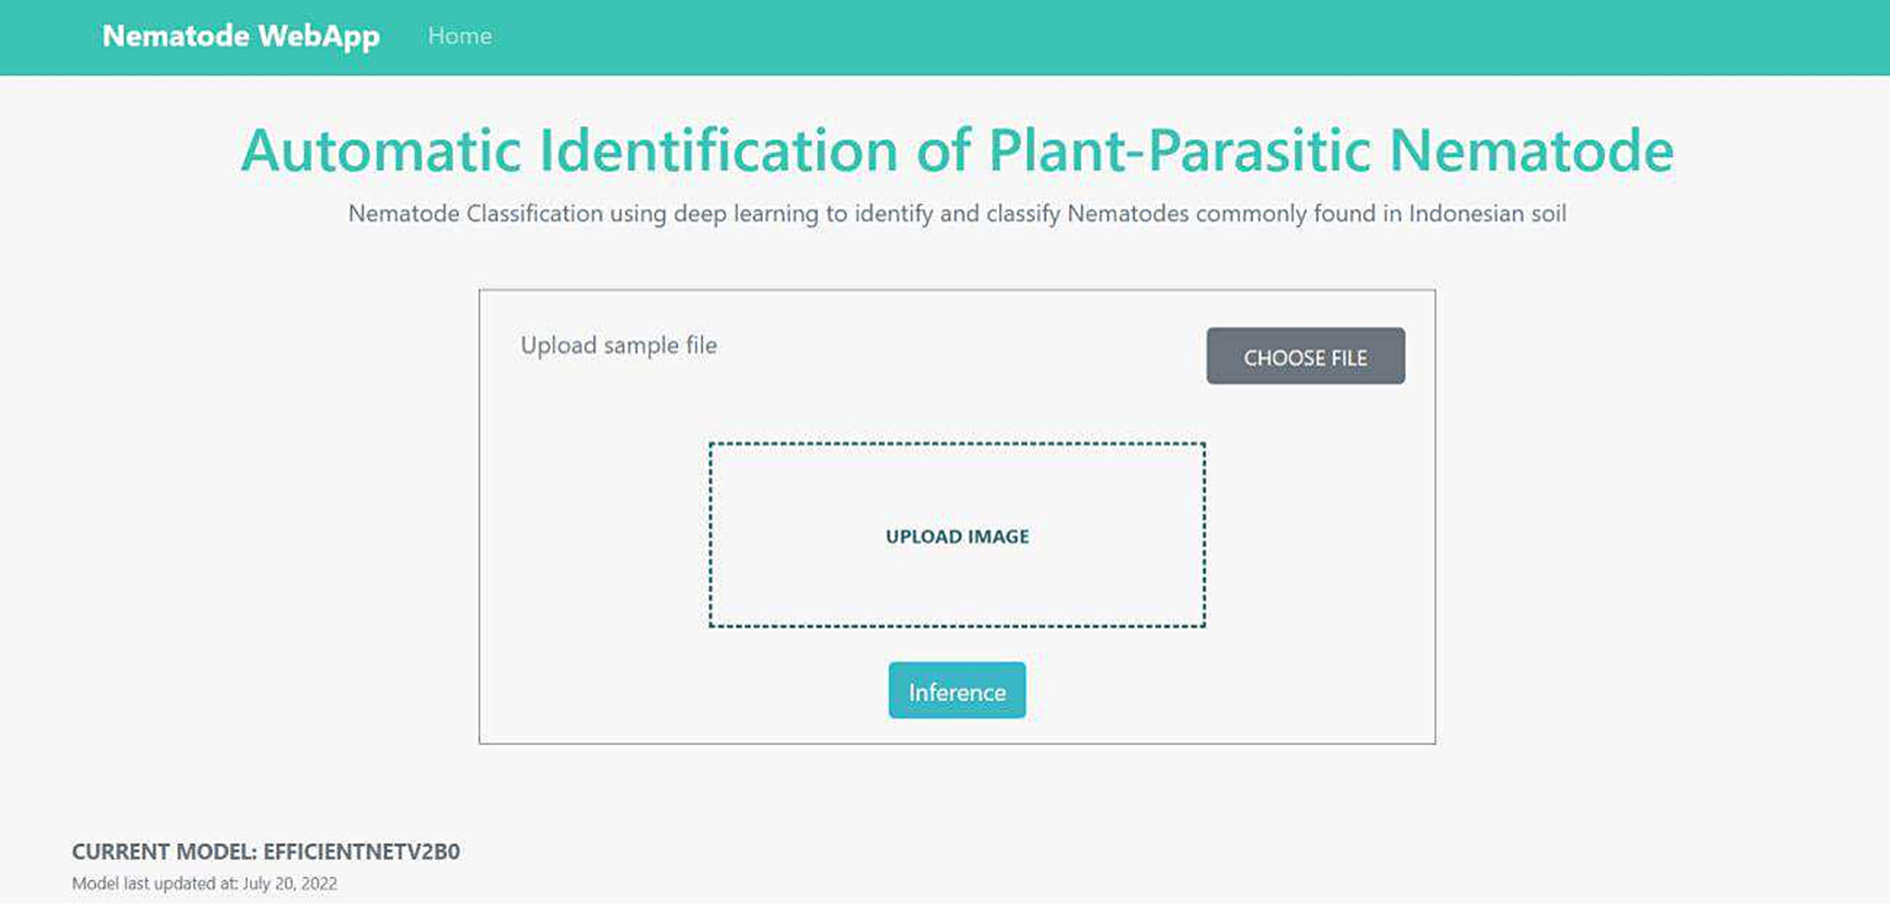 Nematode WebApp Home
Automatic Identification of Plant-Parasitic Nematode
Nematode Classification using deep learning to identify and classify Nematodes commonly found in Indonesian soil
Upload sample file
CHOOSE FILE
UPLOAD IMAGE
Inference
CURRENT MODEL: EFFICIENTNETV2B0
Model last updated at: July 20, 2022